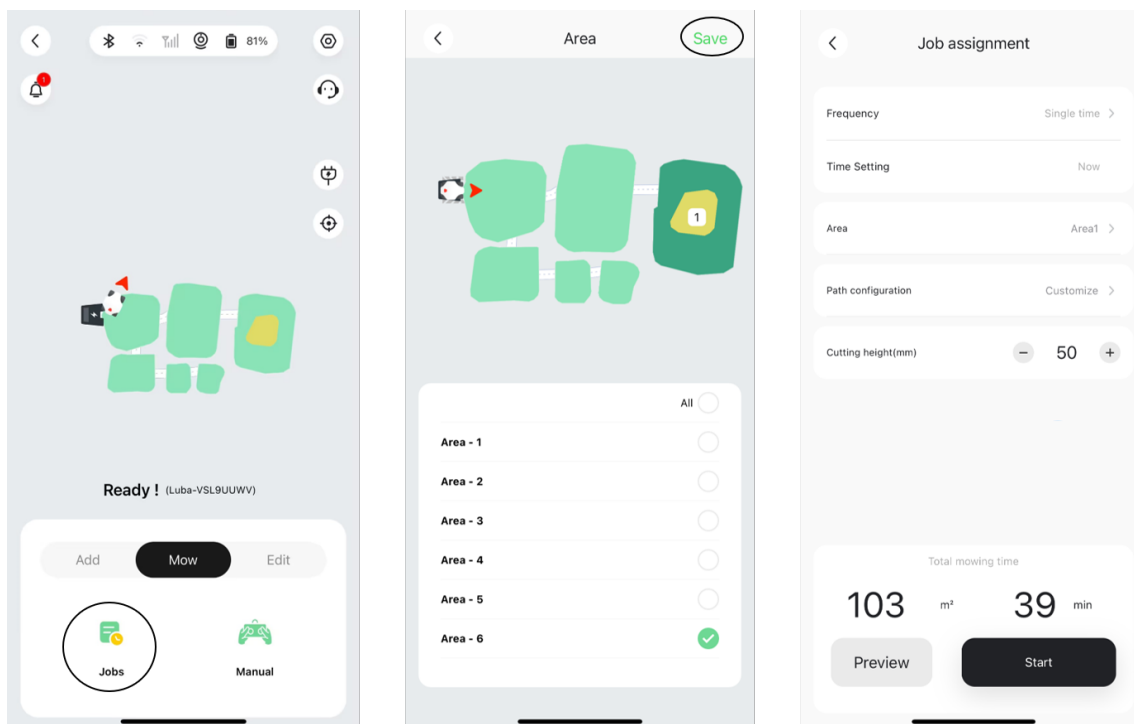 81%
1
Ready ! (Luba-VSL9UUWV)
Add Mow Edit
Jobs Manual
Area Save
1
All
Area - 1
Area - 2
Area - 3
Area - 4
Area - 5
Area - 6
Job assignment
Frequency Single time
Time Setting Now
Area Area1
Path configuration Customize
Cutting height(mm) − 50 +
Total mowing time
103 m² 39 min
Preview Start